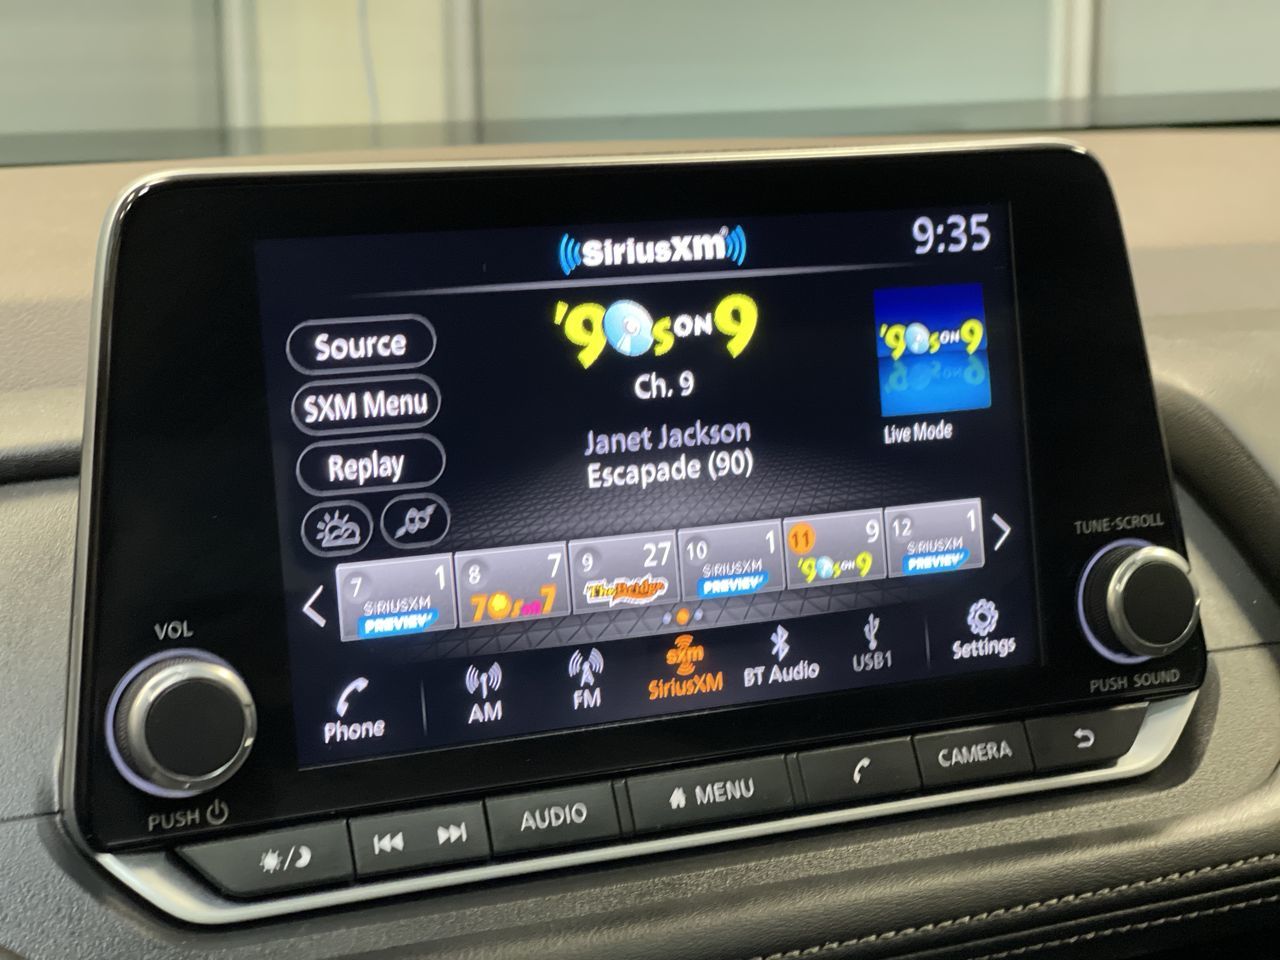 SiriusXM
9:35
Source
SXM Menu
Replay
'90s ON 9
Ch. 9
Janet Jackson
Escapade (90)
'90s ON 9
Live Mode
7 1
SIRIUSXM
PREVIEW
8 7
70s on 7
9 27
The Bridge
10 1
SIRIUSXM
PREVIEW
11 9
'90s ON 9
12 1
SIRIUSXM
PREVIEW
Phone
AM
FM
sxm
SiriusXM
BT Audio
USB1
Settings
VOL
PUSH
TUNE·SCROLL
PUSH SOUND
AUDIO
MENU
CAMERA